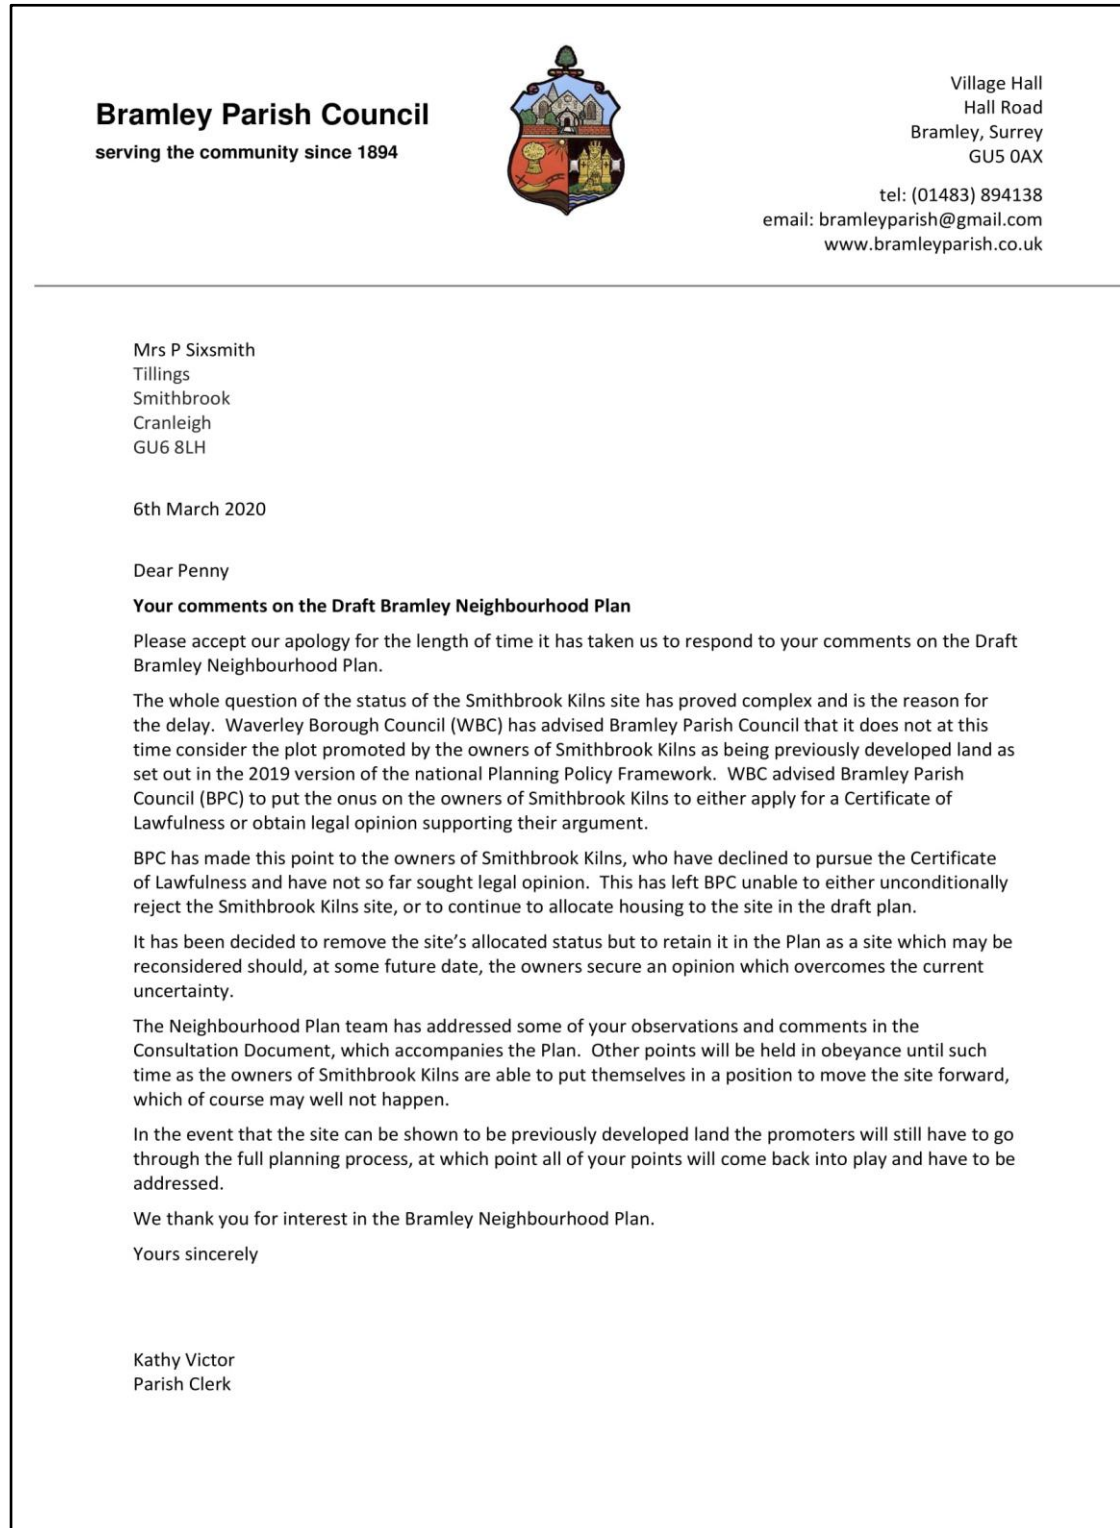 Bramley Parish Council
serving the community since 1894
Village Hall
Hall Road
Bramley, Surrey
GU5 0AX
tel: (01483) 894138
email: bramleyparish@gmail.com
www.bramleyparish.co.uk
Mrs P Sixsmith
Tillings
Smithbrook
Cranleigh
GU6 8LH
6th March 2020
Dear Penny
Your comments on the Draft Bramley Neighbourhood Plan
Please accept our apology for the length of time it has taken us to respond to your comments on the Draft
Bramley Neighbourhood Plan.
The whole question of the status of the Smithbrook Kilns site has proved complex and is the reason for
the delay.  Waverley Borough Council (WBC) has advised Bramley Parish Council that it does not at this
time consider the plot promoted by the owners of Smithbrook Kilns as being previously developed land as
set out in the 2019 version of the national Planning Policy Framework.  WBC advised Bramley Parish
Council (BPC) to put the onus on the owners of Smithbrook Kilns to either apply for a Certificate of
Lawfulness or obtain legal opinion supporting their argument.
BPC has made this point to the owners of Smithbrook Kilns, who have declined to pursue the Certificate
of Lawfulness and have not so far sought legal opinion.  This has left BPC unable to either unconditionally
reject the Smithbrook Kilns site, or to continue to allocate housing to the site in the draft plan.
It has been decided to remove the site's allocated status but to retain it in the Plan as a site which may be
reconsidered should, at some future date, the owners secure an opinion which overcomes the current
uncertainty.
The Neighbourhood Plan team has addressed some of your observations and comments in the
Consultation Document, which accompanies the Plan.  Other points will be held in obeyance until such
time as the owners of Smithbrook Kilns are able to put themselves in a position to move the site forward,
which of course may well not happen.
In the event that the site can be shown to be previously developed land the promoters will still have to go
through the full planning process, at which point all of your points will come back into play and have to be
addressed.
We thank you for interest in the Bramley Neighbourhood Plan.
Yours sincerely
Kathy Victor
Parish Clerk